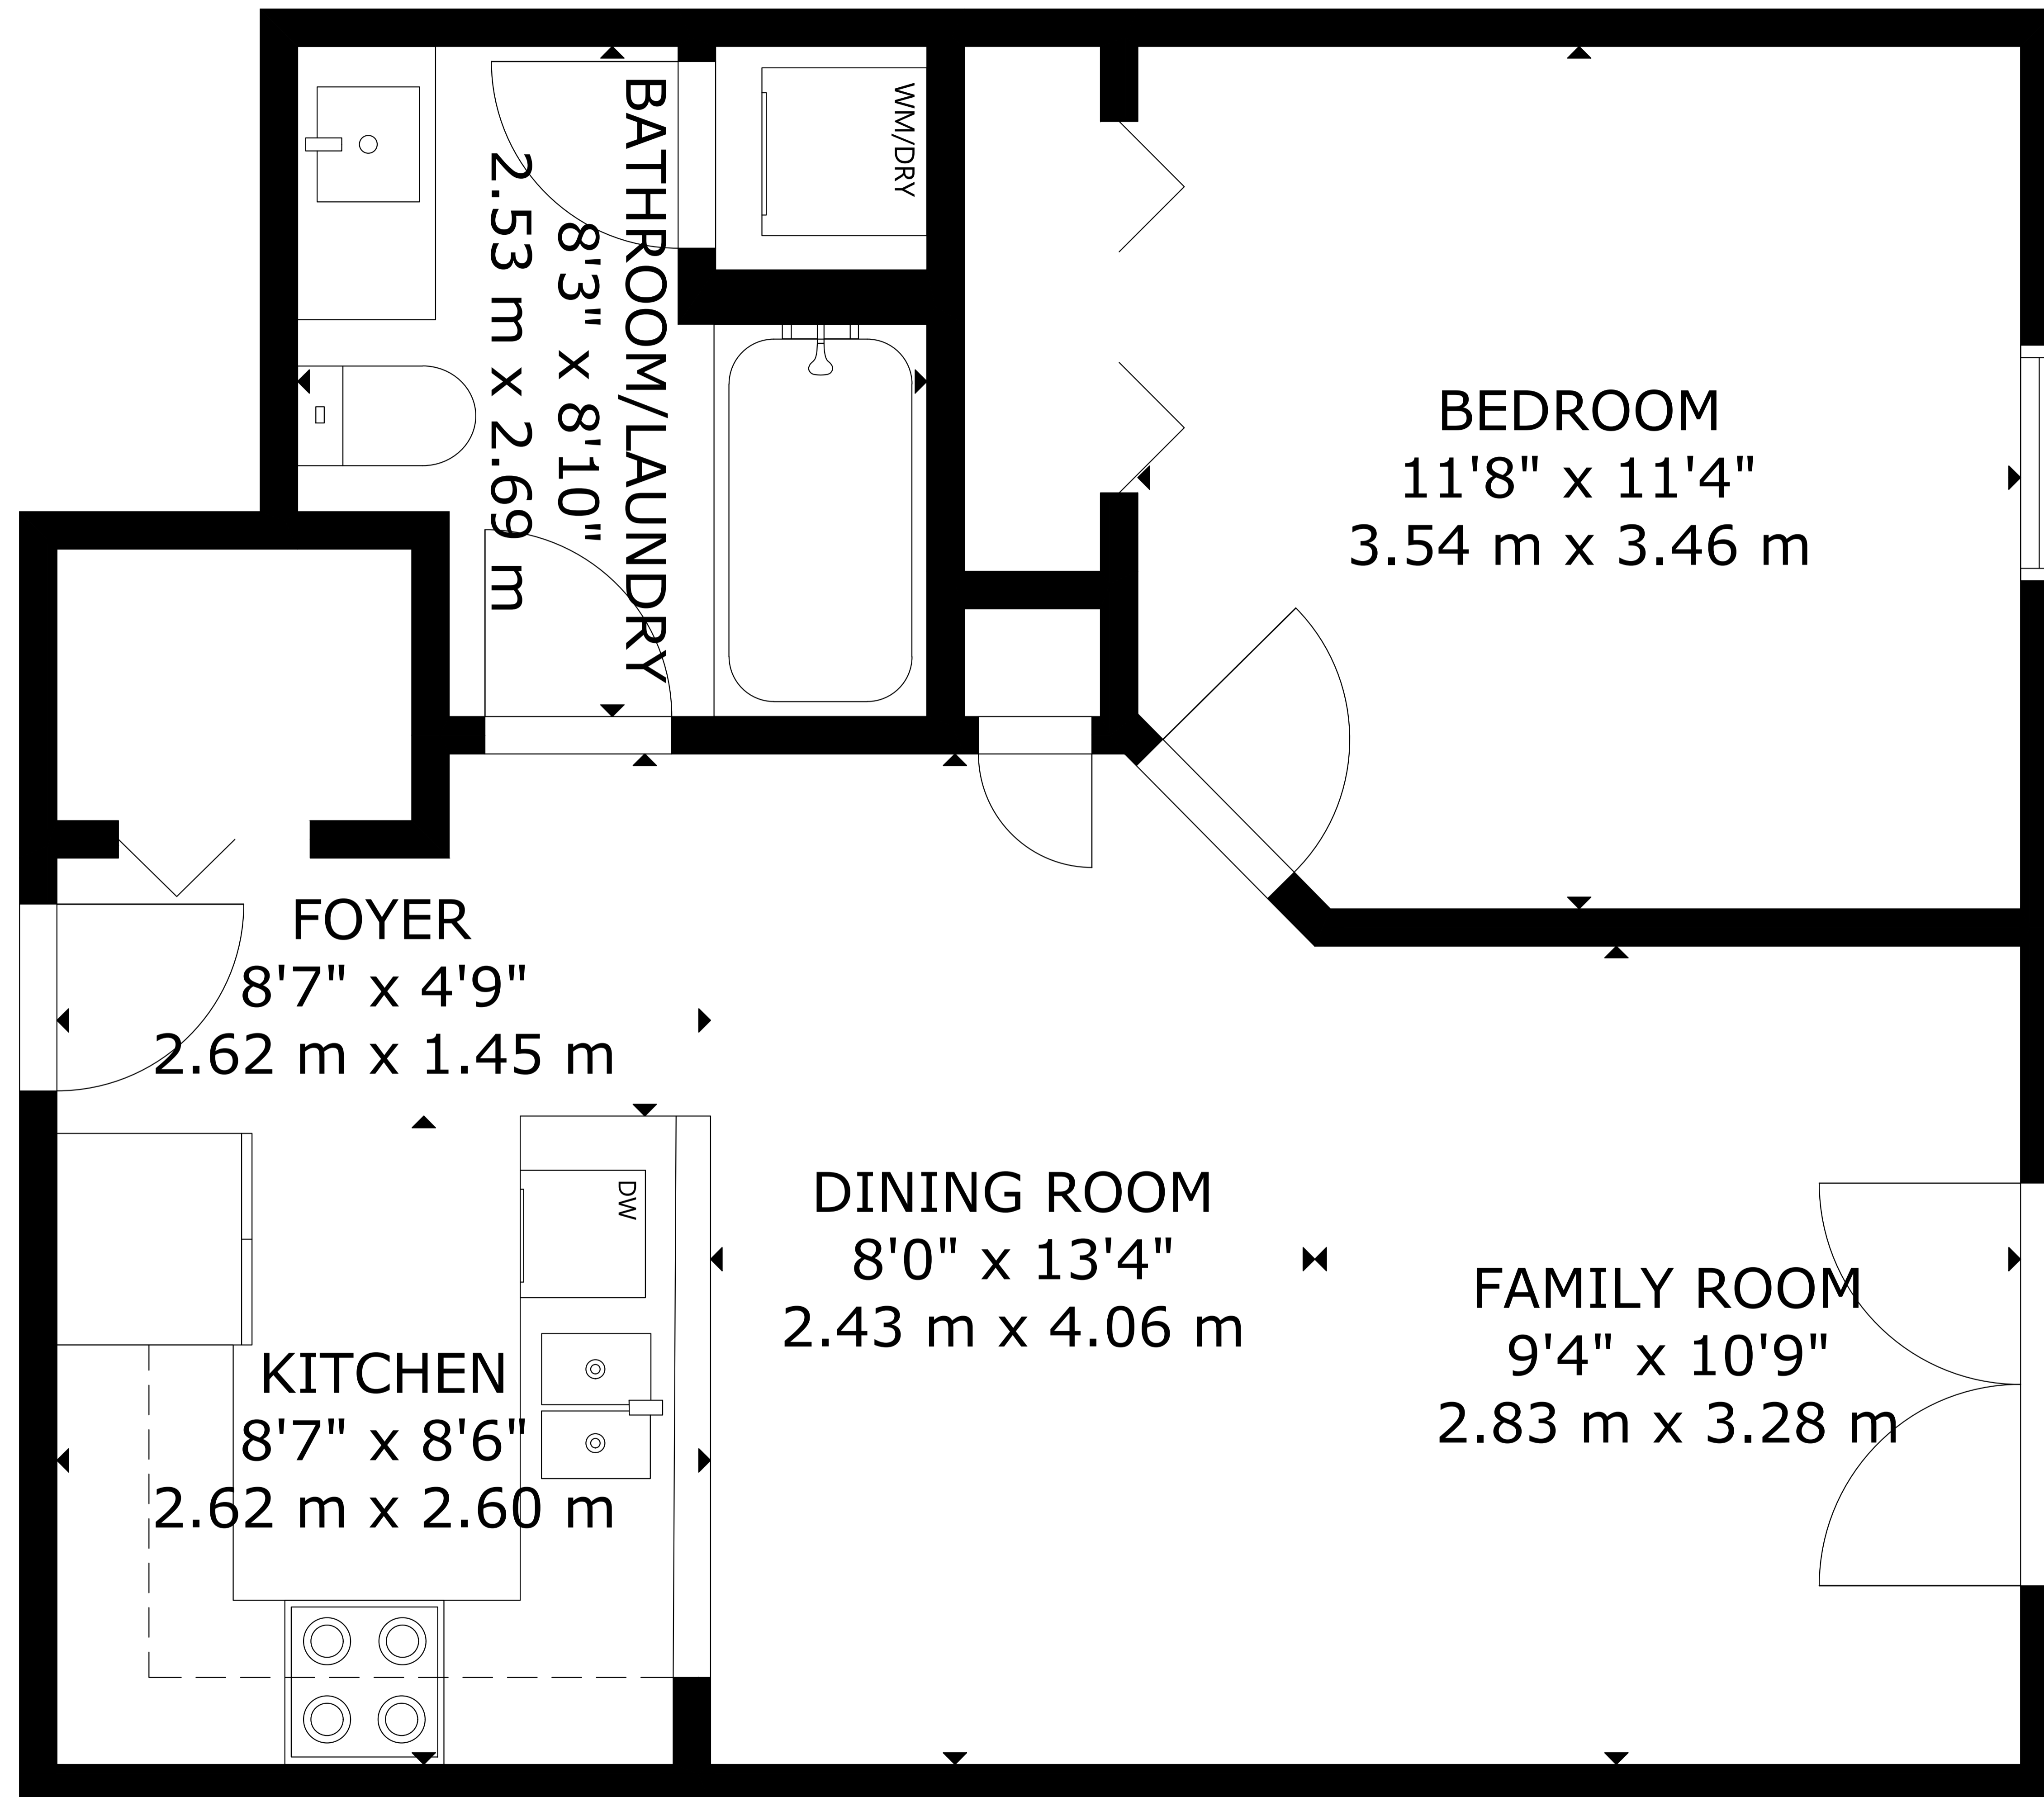 BATHROOM/LAUNDRY
8'3" x 8'10"
2.53 m x 2.69 m
WM/DRY
BEDROOM
11'8" x 11'4"
3.54 m x 3.46 m
FOYER
8'7" x 4'9"
2.62 m x 1.45 m
DW
DINING ROOM
8'0" x 13'4"
2.43 m x 4.06 m
FAMILY ROOM
9'4" x 10'9"
2.83 m x 3.28 m
KITCHEN
8'7" x 8'6"
2.62 m x 2.60 m